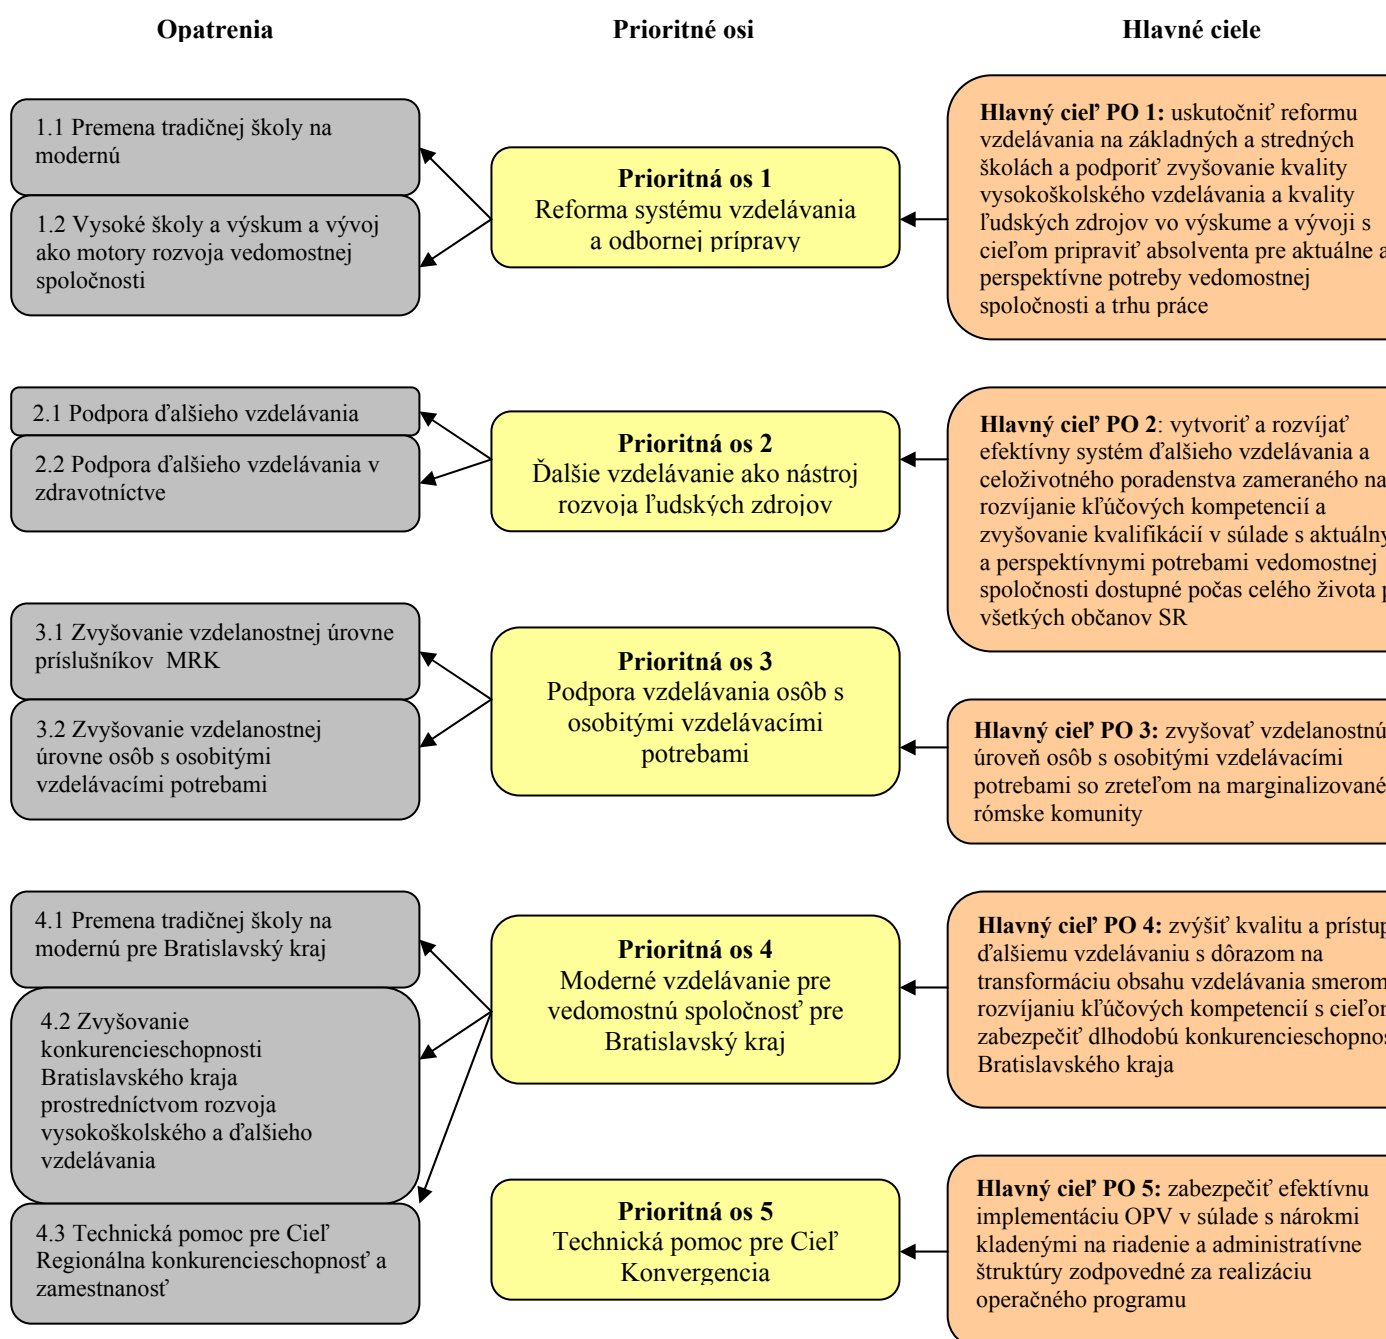 Opatrenia
Prioritné osi
Hlavné ciele
1.1 Premena tradičnej školy na
modernú
1.2 Vysoké školy a výskum a vývoj
ako motory rozvoja vedomostnej
spoločnosti
Prioritná os 1
Reforma systému vzdelávania
a odbornej prípravy
Hlavný cieľ PO 1: uskutočniť reformu
vzdelávania na základných a stredných
školách a podporiť zvyšovanie kvality
vysokoškolského vzdelávania a kvality
ľudských zdrojov vo výskume a vývoji s
cieľom pripraviť absolventa pre aktuálne a
perspektívne potreby vedomostnej
spoločnosti a trhu práce
2.1 Podpora ďalšieho vzdelávania
2.2 Podpora ďalšieho vzdelávania v
zdravotníctve
Prioritná os 2
Ďalšie vzdelávanie ako nástroj
rozvoja ľudských zdrojov
Hlavný cieľ PO 2: vytvoriť a rozvíjať
efektívny systém ďalšieho vzdelávania a
celoživotného poradenstva zameraného na
rozvíjanie kľúčových kompetencií a
zvyšovanie kvalifikácií v súlade s aktuálny
a perspektívnymi potrebami vedomostnej
spoločnosti dostupné počas celého života p
všetkých občanov SR
3.1 Zvyšovanie vzdelanostnej úrovne
príslušníkov MRK
3.2 Zvyšovanie vzdelanostnej
úrovne osôb s osobitými
vzdelávacími potrebami
Prioritná os 3
Podpora vzdelávania osôb s
osobitými vzdelávacími
potrebami
Hlavný cieľ PO 3: zvyšovať vzdelanostnú
úroveň osôb s osobitými vzdelávacími
potrebami so zreteľom na marginalizované
rómske komunity
4.1 Premena tradičnej školy na
modernú pre Bratislavský kraj
4.2 Zvyšovanie
konkurencieschopnosti
Bratislavského kraja
prostredníctvom rozvoja
vysokoškolského a ďalšieho
vzdelávania
4.3 Technická pomoc pre Cieľ
Regionálna konkurencieschopnosť a
zamestnanosť
Prioritná os 4
Moderné vzdelávanie pre
vedomostnú spoločnosť pre
Bratislavský kraj
Hlavný cieľ PO 4: zvýšiť kvalitu a prístup
ďalšiemu vzdelávaniu s dôrazom na
transformáciu obsahu vzdelávania smerom
rozvíjaniu kľúčových kompetencií s cieľom
zabezpečiť dlhodobú konkurencieschopnos
Bratislavského kraja
Prioritná os 5
Technická pomoc pre Cieľ
Konvergencia
Hlavný cieľ PO 5: zabezpečiť efektívnu
implementáciu OPV v súlade s nárokmi
kladenými na riadenie a administratívne
štruktúry zodpovedné za realizáciu
operačného programu